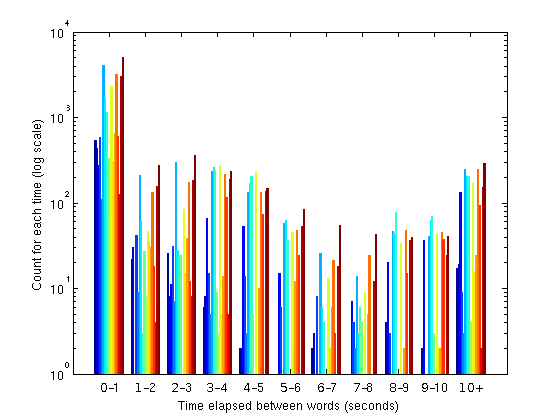 10^4
10^3
10^2
10^1
10^0
Count for each time (log scale)
0-1 1-2 2-3 3-4 4-5 5-6 6-7 7-8 8-9 9-10 10+
Time elapsed between words (seconds)